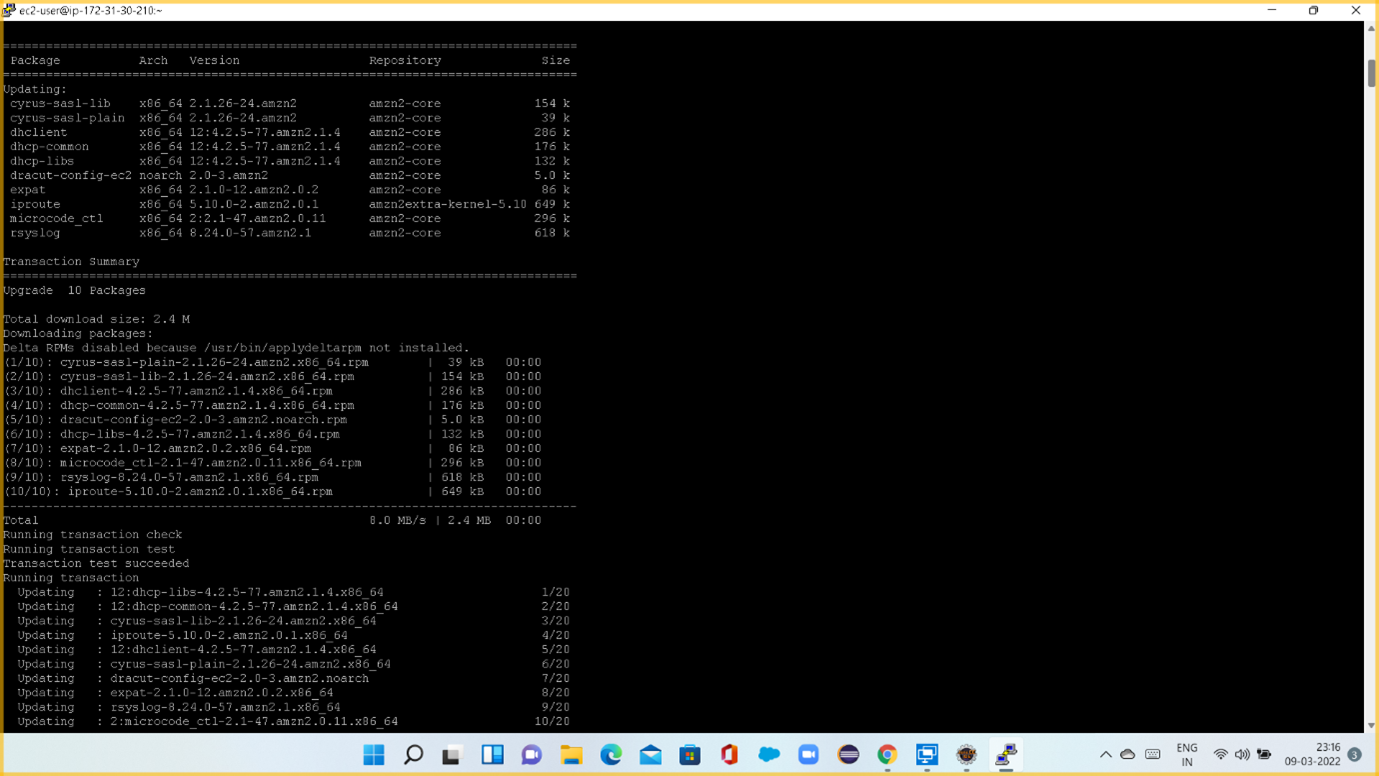 ec2-user@ip-172-31-30-210:~
================================================================================
Package Arch Version Repository Size
================================================================================
Updating:
cyrus-sasl-lib x86_64 2.1.26-24.amzn2 amzn2-core 154 k
cyrus-sasl-plain x86_64 2.1.26-24.amzn2 amzn2-core 39 k
dhclient x86_64 12:4.2.5-77.amzn2.1.4 amzn2-core 286 k
dhcp-common x86_64 12:4.2.5-77.amzn2.1.4 amzn2-core 176 k
dhcp-libs x86_64 12:4.2.5-77.amzn2.1.4 amzn2-core 132 k
dracut-config-ec2 noarch 2.0-3.amzn2 amzn2-core 5.0 k
expat x86_64 2.1.0-12.amzn2.0.2 amzn2-core 86 k
iproute x86_64 5.10.0-2.amzn2.0.1 amzn2extra-kernel-5.10 649 k
microcode_ctl x86_64 2:2.1-47.amzn2.0.11 amzn2-core 296 k
rsyslog x86_64 8.24.0-57.amzn2.1 amzn2-core 618 k
Transaction Summary
================================================================================
Upgrade 10 Packages
Total download size: 2.4 M
Downloading packages:
Delta RPMs disabled because /usr/bin/applydeltarpm not installed.
(1/10): cyrus-sasl-plain-2.1.26-24.amzn2.x86_64.rpm | 39 kB 00:00
(2/10): cyrus-sasl-lib-2.1.26-24.amzn2.x86_64.rpm | 154 kB 00:00
(3/10): dhclient-4.2.5-77.amzn2.1.4.x86_64.rpm | 286 kB 00:00
(4/10): dhcp-common-4.2.5-77.amzn2.1.4.x86_64.rpm | 176 kB 00:00
(5/10): dracut-config-ec2-2.0-3.amzn2.noarch.rpm | 5.0 kB 00:00
(6/10): dhcp-libs-4.2.5-77.amzn2.1.4.x86_64.rpm | 132 kB 00:00
(7/10): expat-2.1.0-12.amzn2.0.2.x86_64.rpm | 86 kB 00:00
(8/10): microcode_ctl-2.1-47.amzn2.0.11.x86_64.rpm | 296 kB 00:00
(9/10): rsyslog-8.24.0-57.amzn2.1.x86_64.rpm | 618 kB 00:00
(10/10): iproute-5.10.0-2.amzn2.0.1.x86_64.rpm | 649 kB 00:00
--------------------------------------------------------------------------------
Total 8.0 MB/s | 2.4 MB 00:00
Running transaction check
Running transaction test
Transaction test succeeded
Running transaction
Updating : 12:dhcp-libs-4.2.5-77.amzn2.1.4.x86_64 1/20
Updating : 12:dhcp-common-4.2.5-77.amzn2.1.4.x86_64 2/20
Updating : cyrus-sasl-lib-2.1.26-24.amzn2.x86_64 3/20
Updating : iproute-5.10.0-2.amzn2.0.1.x86_64 4/20
Updating : 12:dhclient-4.2.5-77.amzn2.1.4.x86_64 5/20
Updating : cyrus-sasl-plain-2.1.26-24.amzn2.x86_64 6/20
Updating : dracut-config-ec2-2.0-3.amzn2.noarch 7/20
Updating : expat-2.1.0-12.amzn2.0.2.x86_64 8/20
Updating : rsyslog-8.24.0-57.amzn2.1.x86_64 9/20
Updating : 2:microcode_ctl-2.1-47.amzn2.0.11.x86_64 10/20
ENG
IN
23:16
09-03-2022
3